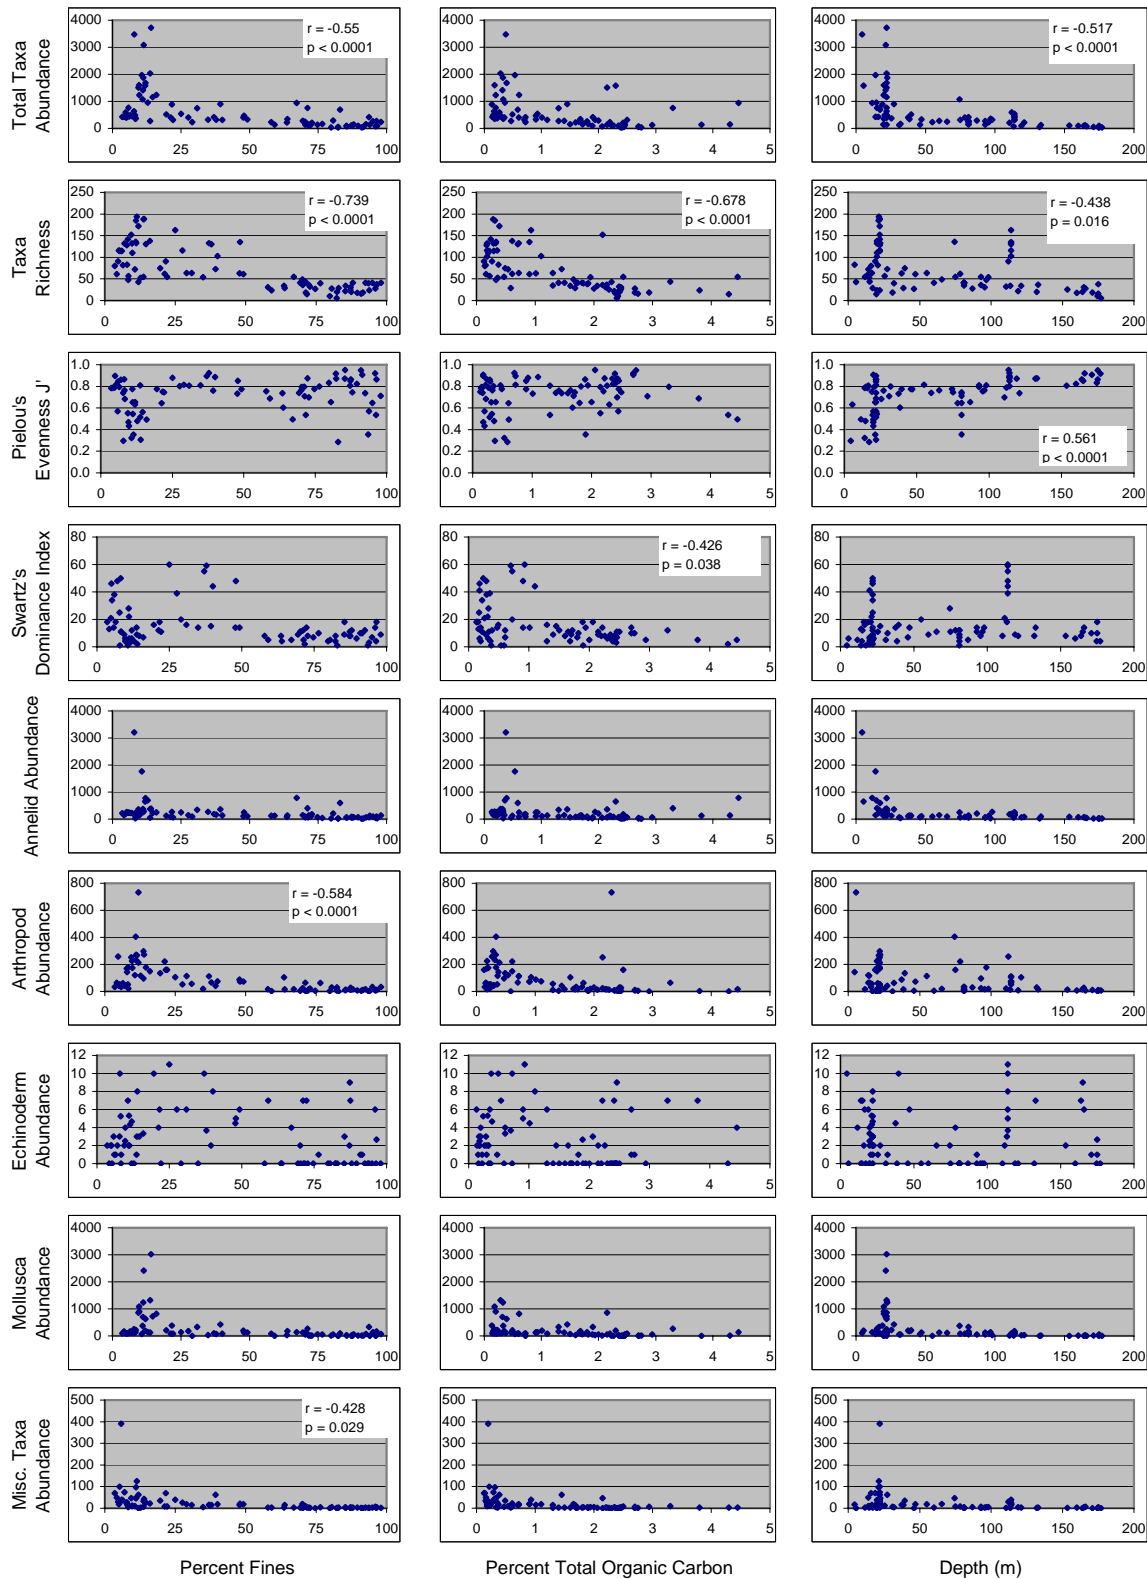 Total Taxa
Abundance
4000
3000
2000
1000
0
0 25 50 75 100
r = -0.55
p < 0.0001
4000
3000
2000
1000
0
0 1 2 3 4 5
4000
3000
2000
1000
0
0 50 100 150 200
r = -0.517
p < 0.0001
Taxa
Richness
250
200
150
100
50
0
0 25 50 75 100
r = -0.739
p < 0.0001
250
200
150
100
50
0
0 1 2 3 4 5
r = -0.678
p < 0.0001
250
200
150
100
50
0
0 50 100 150 200
r = -0.438
p = 0.016
Pielou's
Evenness J'
1.0
0.8
0.6
0.4
0.2
0.0
0 25 50 75 100
1.0
0.8
0.6
0.4
0.2
0.0
0 1 2 3 4 5
1.0
0.8
0.6
0.4
0.2
0.0
0 50 100 150 200
r = 0.561
p < 0.0001
Swartz's
Dominance Index
80
60
40
20
0
0 25 50 75 100
80
60
40
20
0
0 1 2 3 4 5
r = -0.426
p = 0.038
80
60
40
20
0
0 50 100 150 200
Annelid Abundance
4000
3000
2000
1000
0
0 25 50 75 100
4000
3000
2000
1000
0
0 1 2 3 4 5
4000
3000
2000
1000
0
0 50 100 150 200
Arthropod
Abundance
800
600
400
200
0
0 25 50 75 100
r = -0.584
p < 0.0001
800
600
400
200
0
0 1 2 3 4 5
800
600
400
200
0
0 50 100 150 200
Echinoderm
Abundance
12
10
8
6
4
2
0
0 25 50 75 100
12
10
8
6
4
2
0
0 1 2 3 4 5
12
10
8
6
4
2
0
0 50 100 150 200
Mollusca
Abundance
4000
3000
2000
1000
0
0 25 50 75 100
4000
3000
2000
1000
0
0 1 2 3 4 5
4000
3000
2000
1000
0
0 50 100 150 200
Misc. Taxa
Abundance
500
400
300
200
100
0
0 25 50 75 100
r = -0.428
p = 0.029
500
400
300
200
100
0
0 1 2 3 4 5
500
400
300
200
100
0
0 50 100 150 200
Percent Fines
Percent Total Organic Carbon
Depth (m)